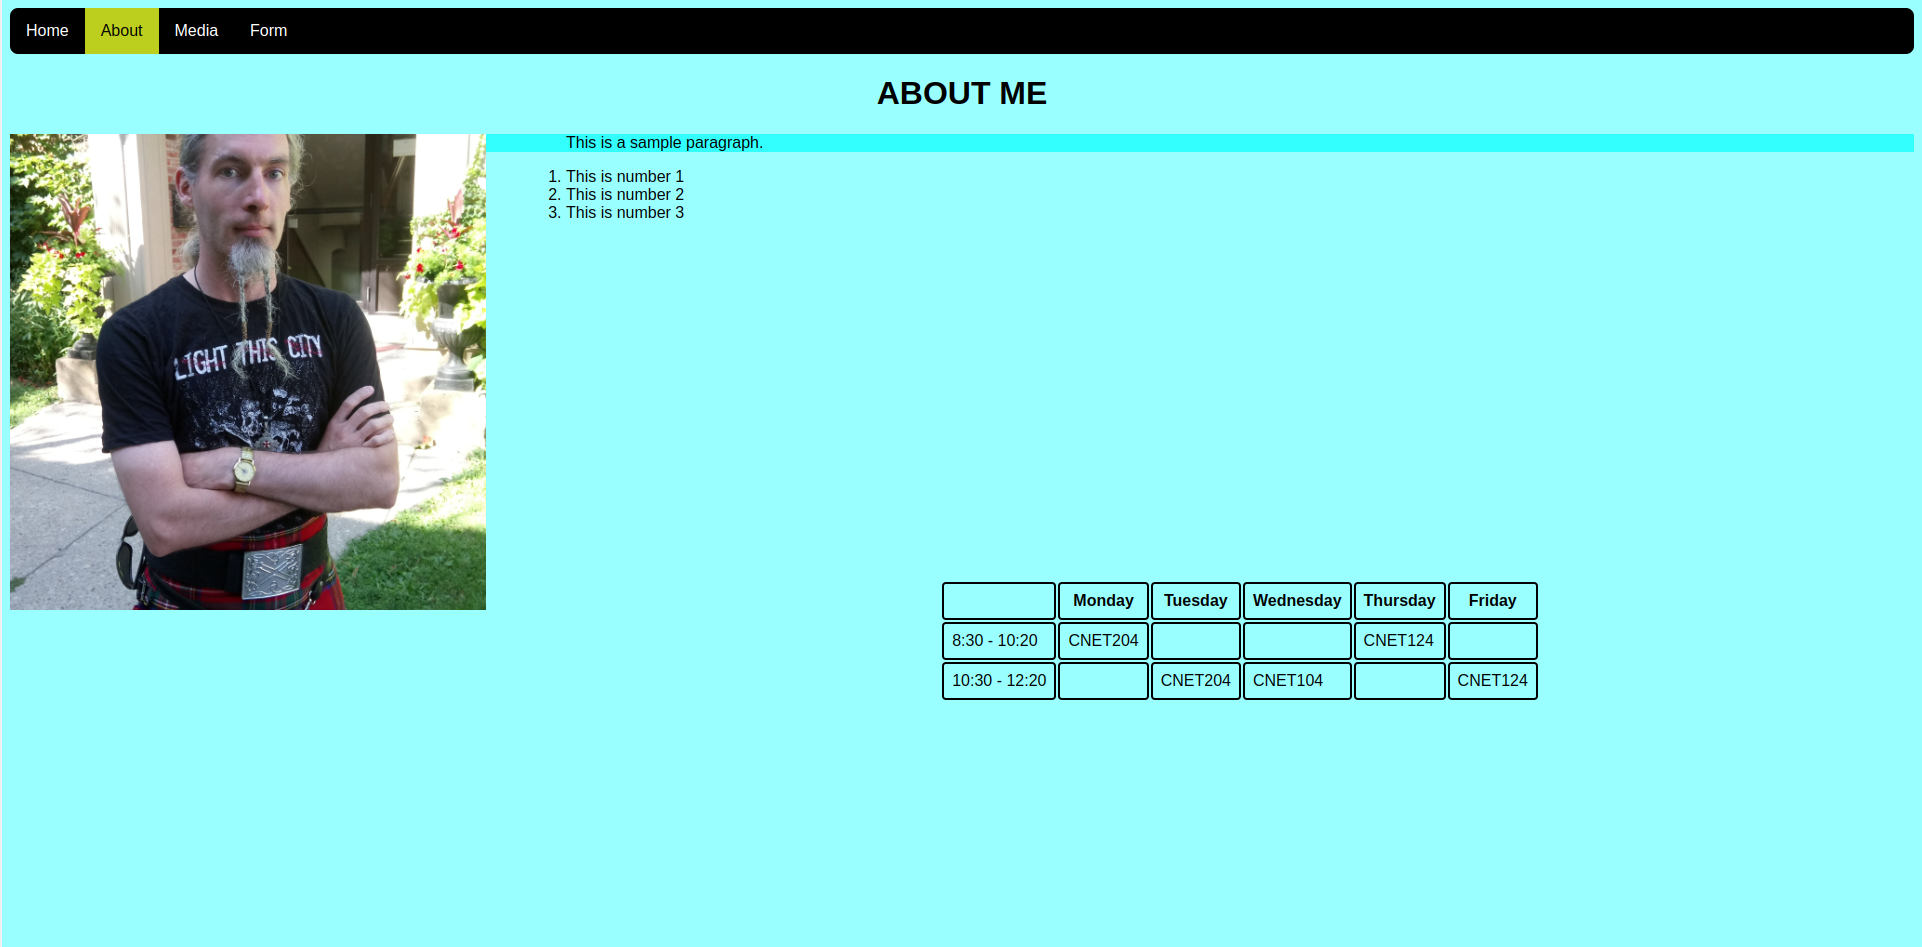 Home About Media Form
ABOUT ME
This is a sample paragraph.
1. This is number 1
2. This is number 2
3. This is number 3
LIGHT THIS CITY
Monday Tuesday Wednesday Thursday Friday
8:30 - 10:20 CNET204 CNET124
10:30 - 12:20 CNET204 CNET104 CNET124